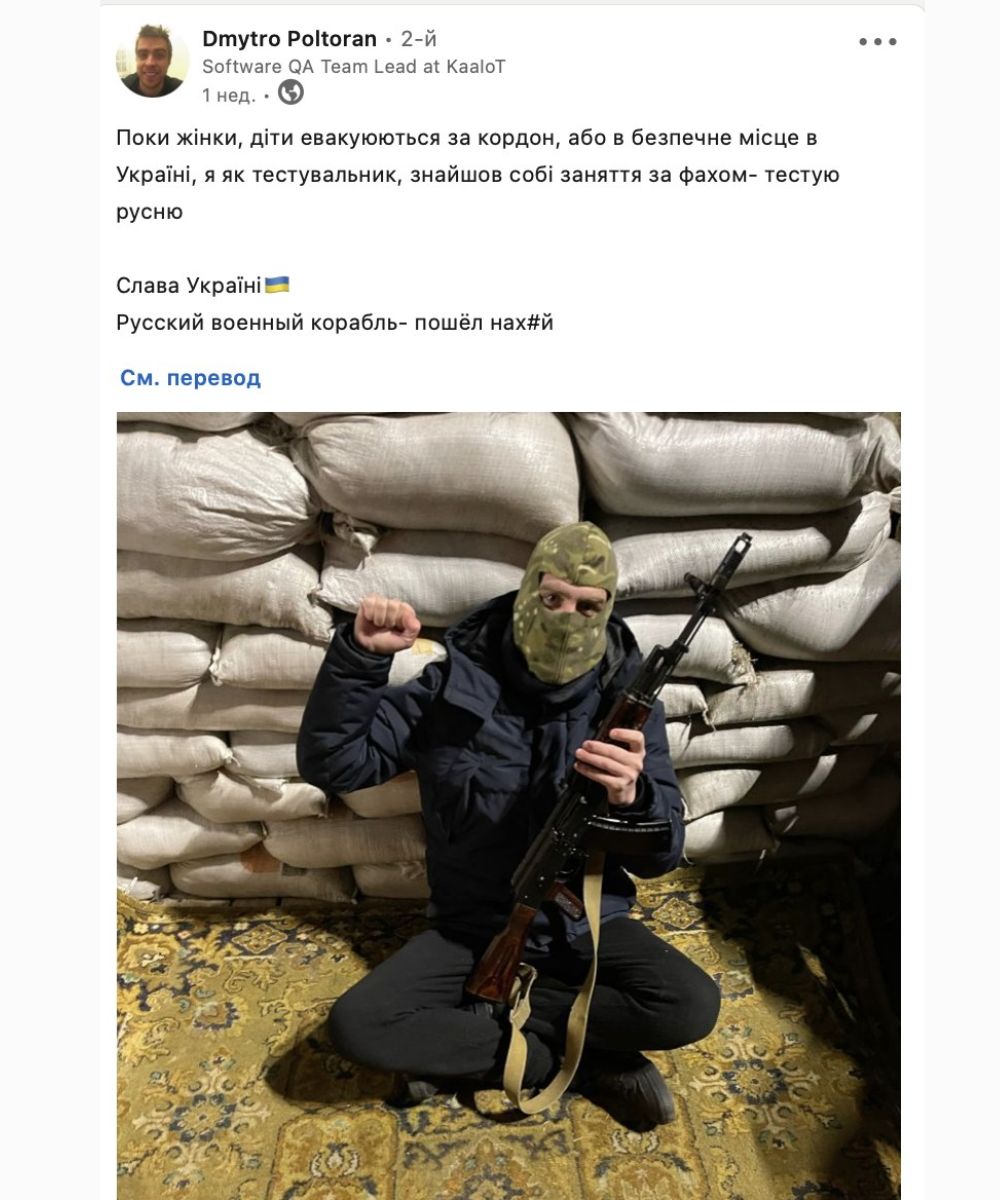 Dmytro Poltoran • 2-й
Software QA Team Lead at KaaIoT
1 нед. •
Поки жінки, діти евакуюються за кордон, або в безпечне місце в
Україні, я як тестувальник, знайшов собі заняття за фахом- тестую
русню
Слава Україні🇺🇦
Русский военный корабль- пошёл нах#й
См. перевод